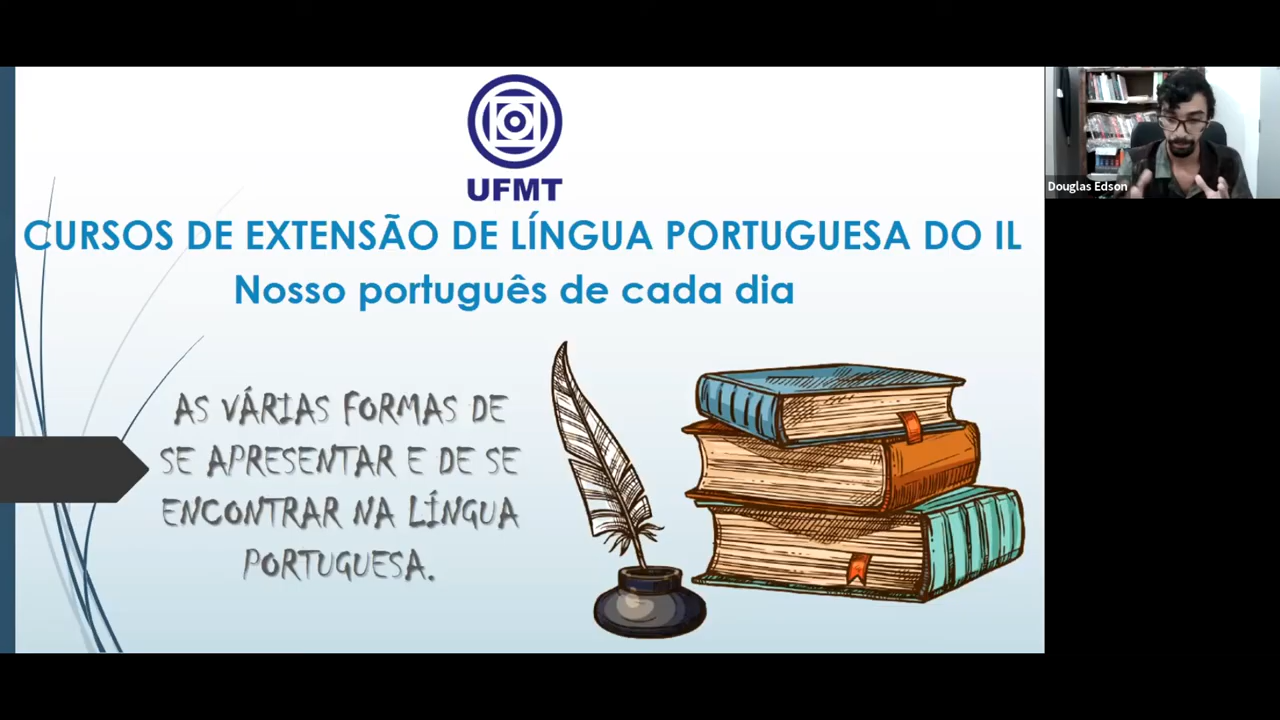 UFMT
CURSOS DE EXTENSÃO DE LÍNGUA PORTUGUESA DO IL
Nosso português de cada dia
AS VÁRIAS FORMAS DE
SE APRESENTAR E DE SE
ENCONTRAR NA LÍNGUA
PORTUGUESA.
Douglas Edson